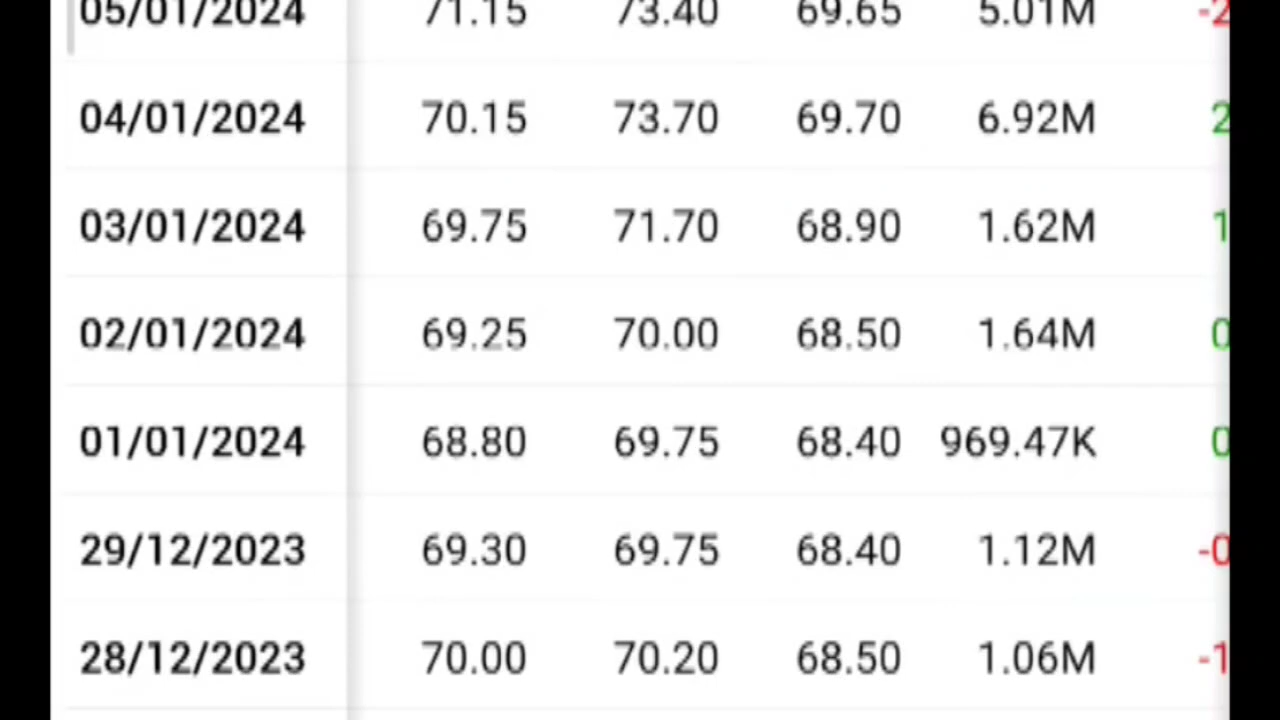 05/01/2024 71.15 73.40 69.65 5.01M -2
04/01/2024 70.15 73.70 69.70 6.92M 2
03/01/2024 69.75 71.70 68.90 1.62M 1
02/01/2024 69.25 70.00 68.50 1.64M 0
01/01/2024 68.80 69.75 68.40 969.47K 0
29/12/2023 69.30 69.75 68.40 1.12M -0
28/12/2023 70.00 70.20 68.50 1.06M -1